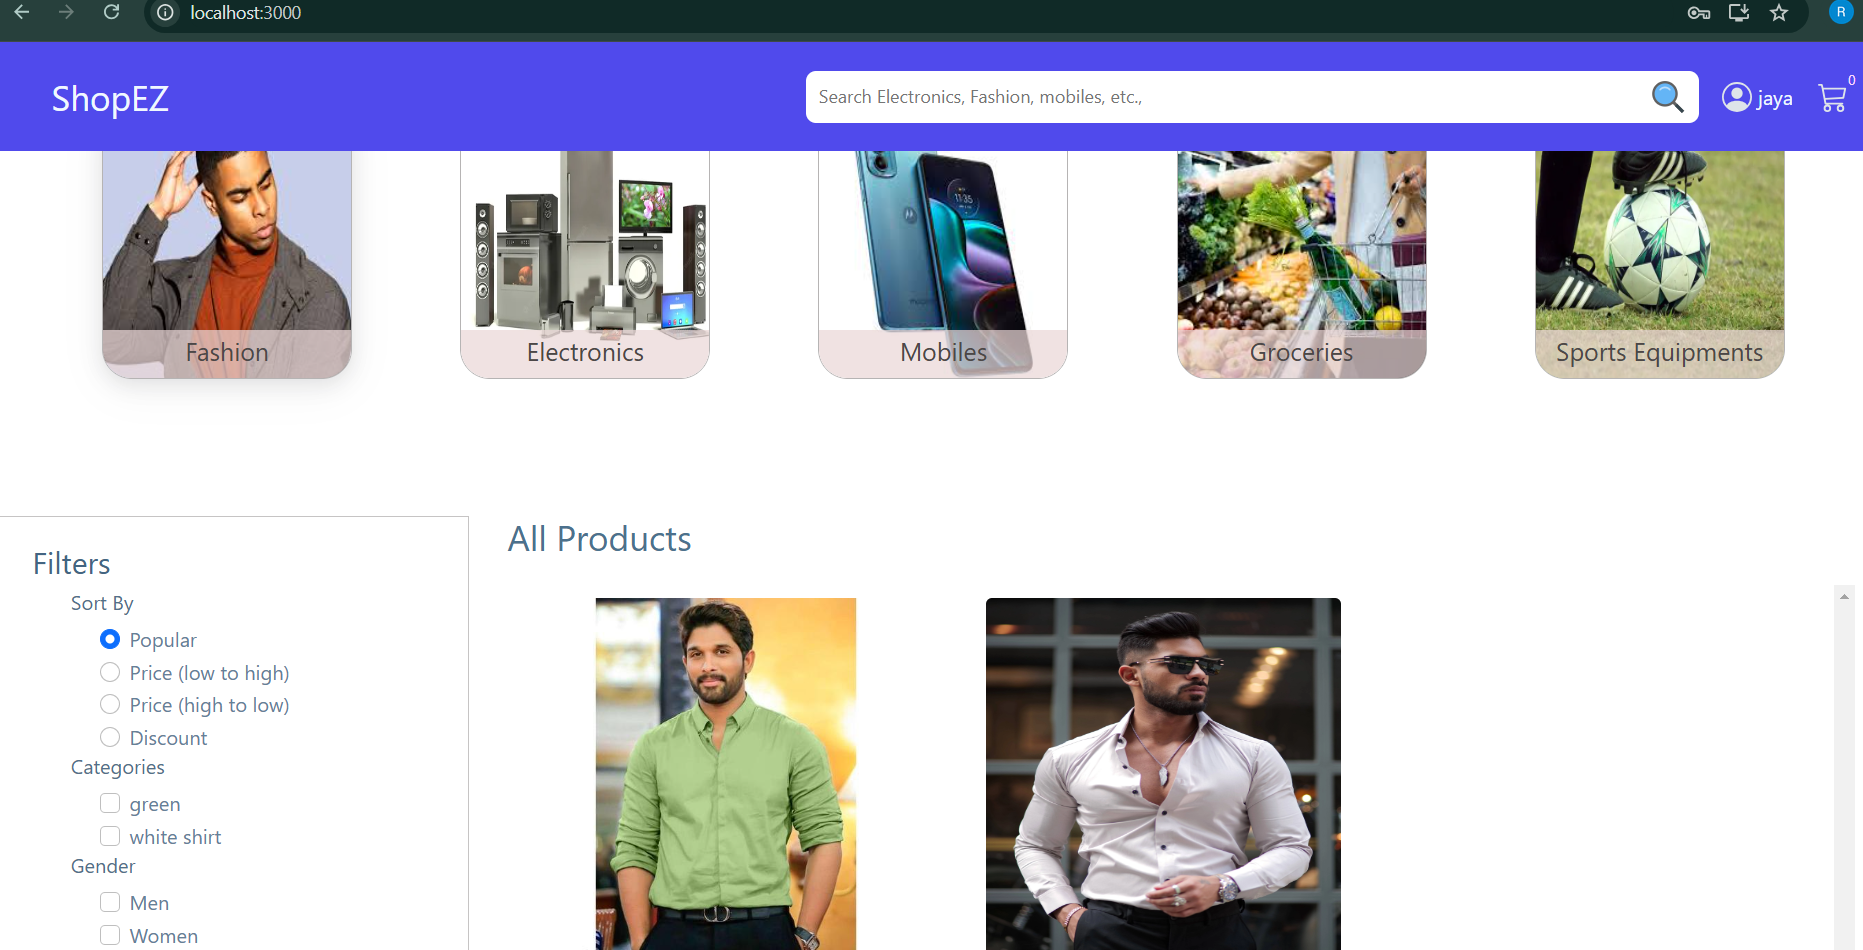 localhost:3000
R
ShopEZ
Search Electronics, Fashion, mobiles, etc.,
jaya
0
Fashion
Electronics
Mobiles
Groceries
Sports Equipments
Filters
Sort By
Popular
Price (low to high)
Price (high to low)
Discount
Categories
green
white shirt
Gender
Men
Women
All Products
11:35